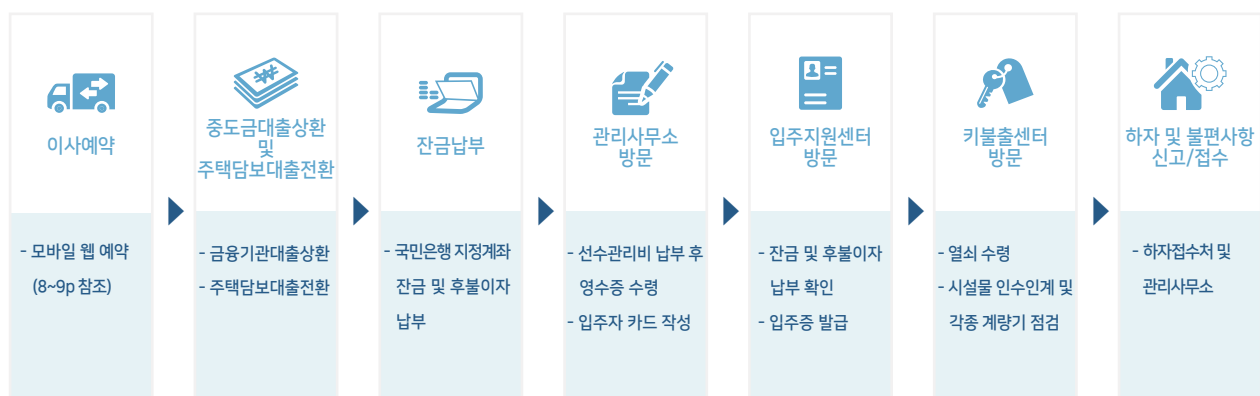 이사예약
- 모바일 웹 예약
(8~9p 참조)
중도금대출상환
및
주택담보대출전환
- 금융기관대출상환
- 주택담보대출전환
잔금납부
- 국민은행 지정계좌
잔금 및 후불이자
납부
관리사무소
방문
- 선수관리비 납부 후
영수증 수령
- 입주자 카드 작성
입주지원센터
방문
- 잔금 및 후불이자
납부 확인
- 입주증 발급
키불출센터
방문
- 열쇠 수령
- 시설물 인수인계 및
각종 계량기 점검
하자 및 불편사항
신고/접수
- 하자접수처 및
관리사무소